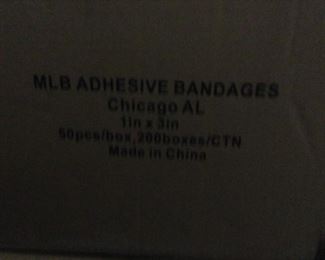 MLB ADHESIVE BANDAGES
Chicago AL
1in x 3in
50pcs/box,200boxes/CTN
Made in China